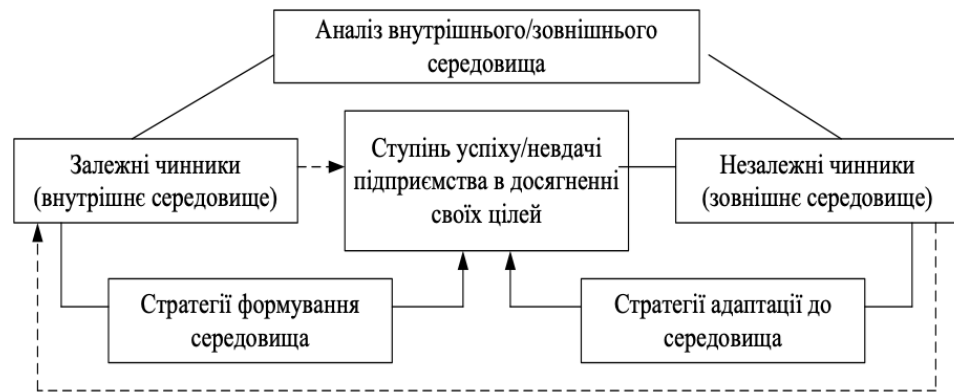 Аналіз внутрішнього/зовнішнього
середовища
Залежні чинники
(внутрішнє середовище)
Ступінь успіху/невдачі
підприємства в досягненні
своїх цілей
Незалежні чинники
(зовнішнє середовище)
Стратегії формування
середовища
Стратегії адаптації до
середовища